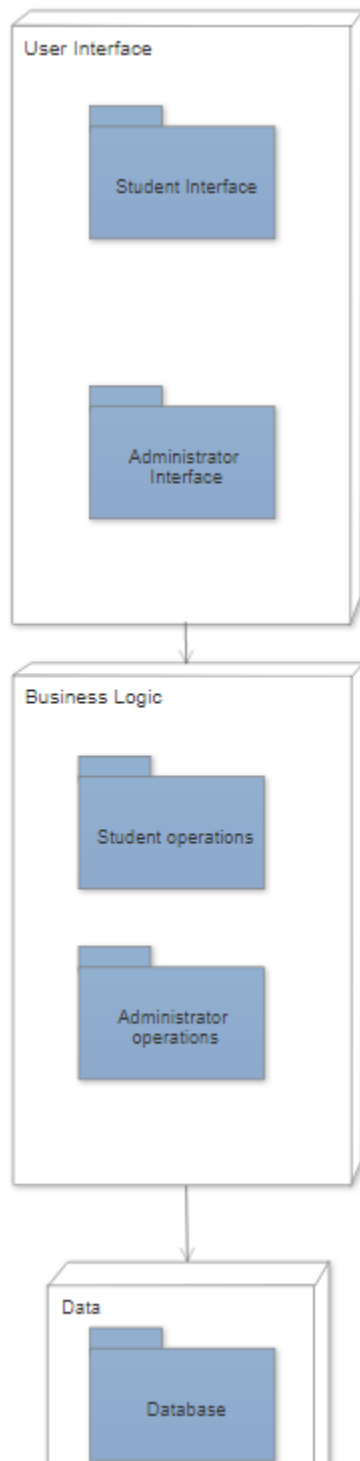 User Interface
Student Interface
Administrator
Interface
Business Logic
Student operations
Administrator
operations
Data
Database